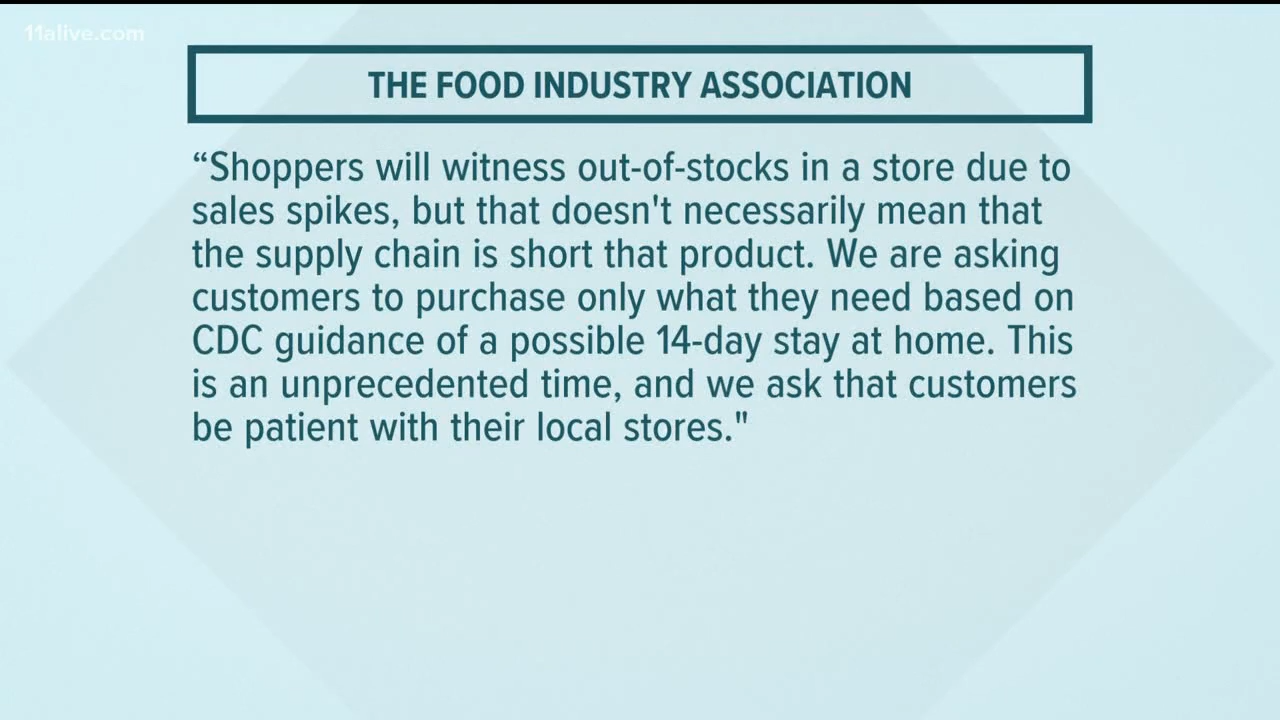 11alive.com
THE FOOD INDUSTRY ASSOCIATION
“Shoppers will witness out-of-stocks in a store due to
sales spikes, but that doesn't necessarily mean that
the supply chain is short that product. We are asking
customers to purchase only what they need based on
CDC guidance of a possible 14-day stay at home. This
is an unprecedented time, and we ask that customers
be patient with their local stores."